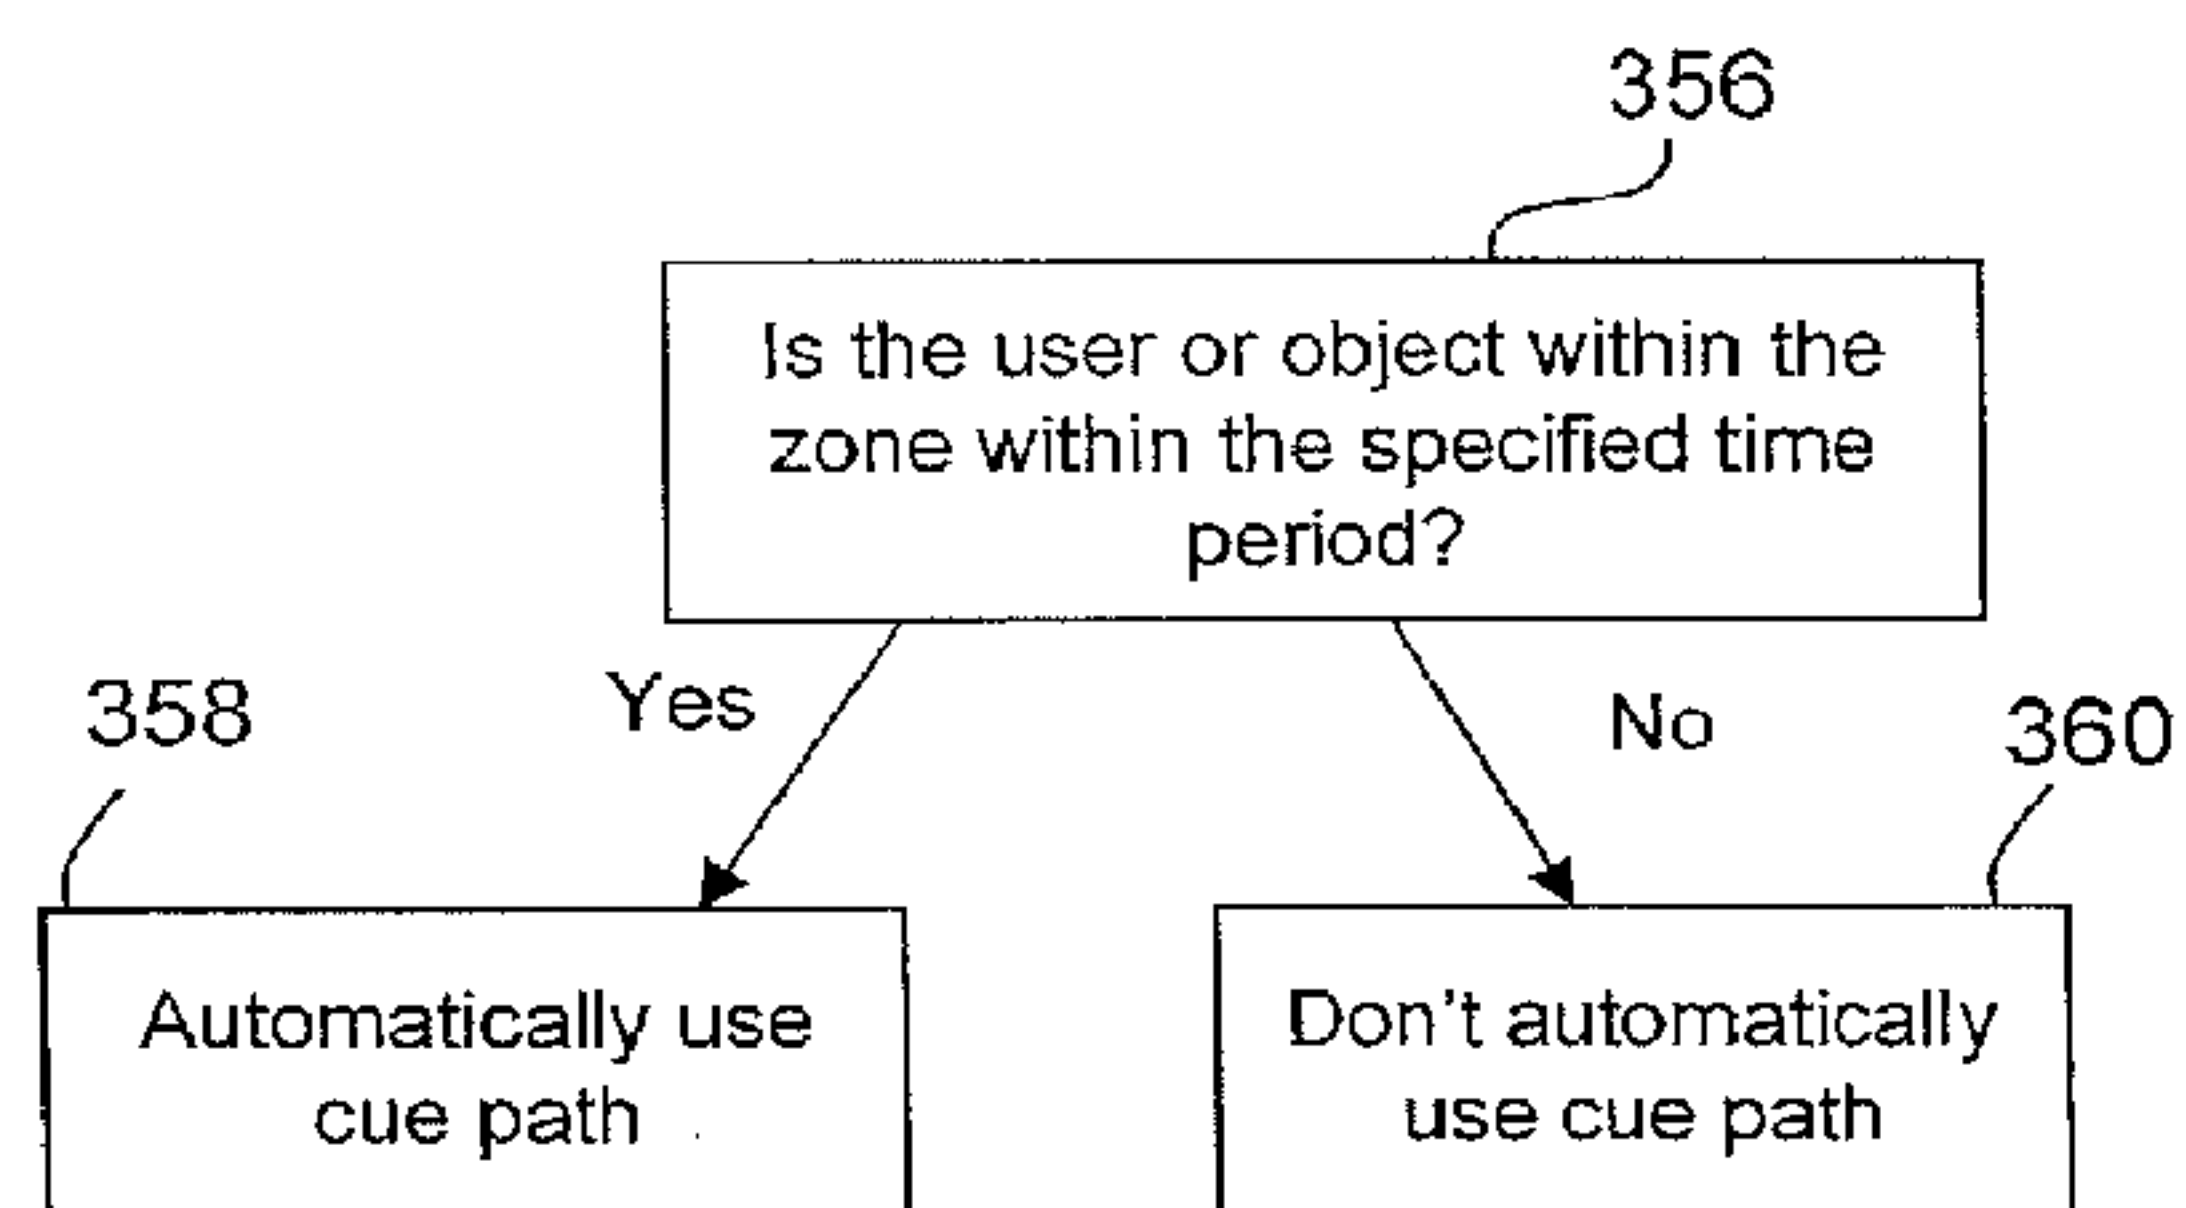 356
Is the user or object within the
zone within the specified time
period?
Yes
No
358
360
Automatically use
cue path
Don't automatically
use cue path